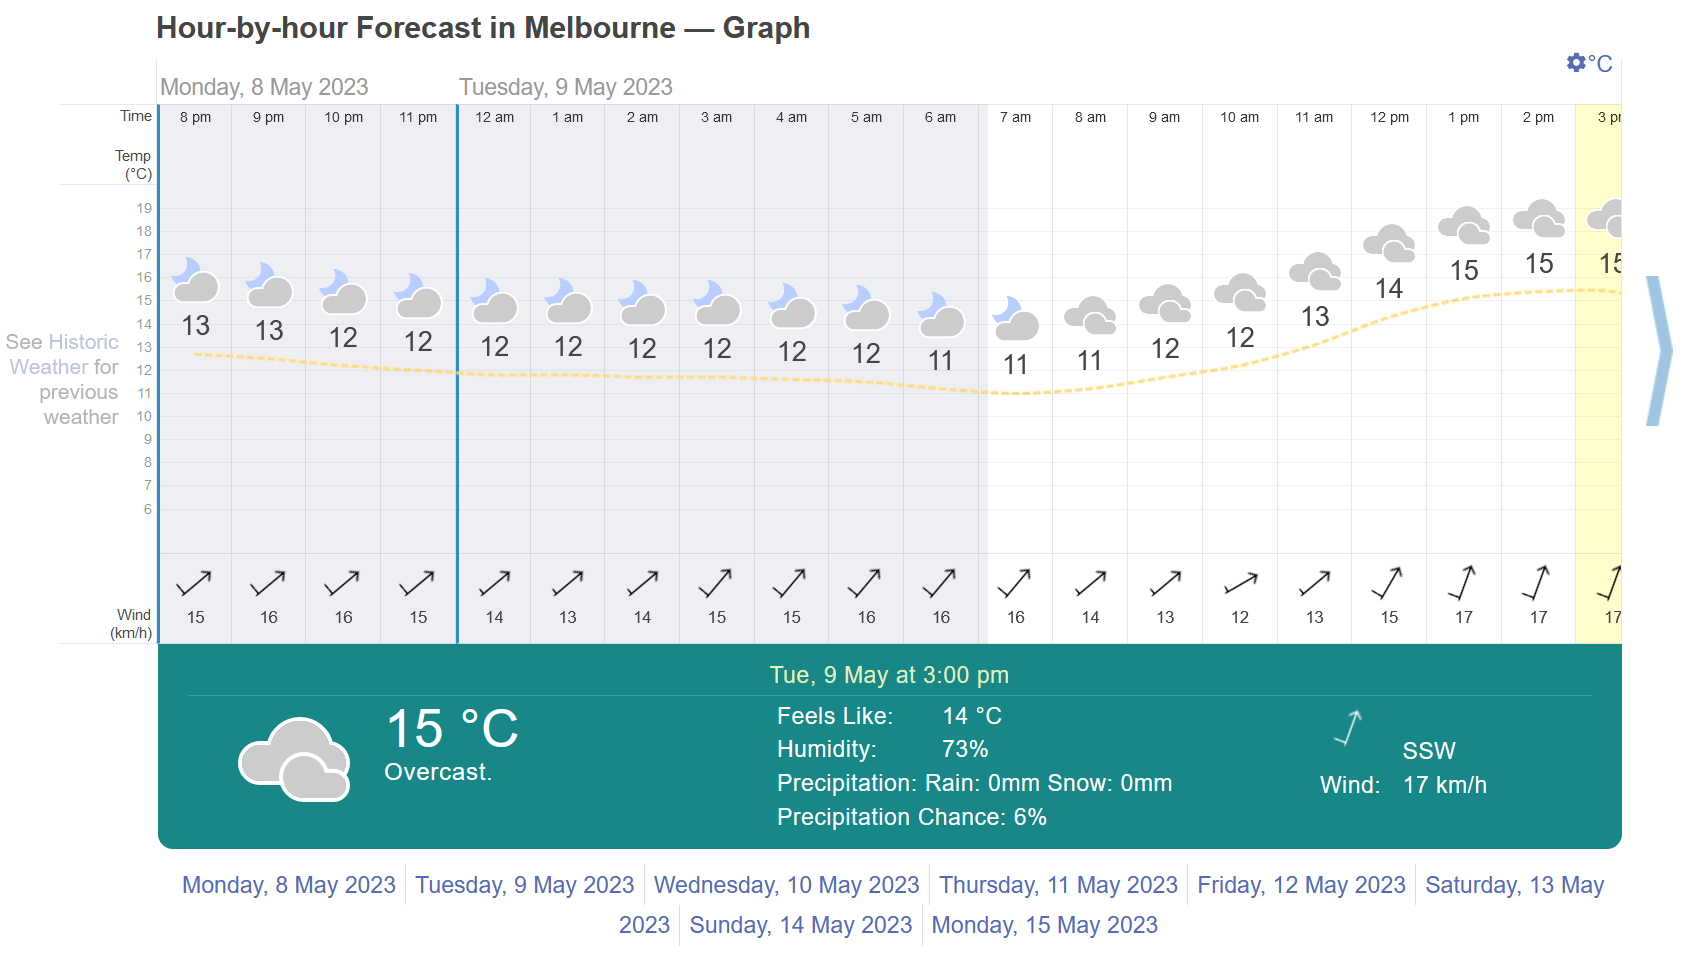 Hour-by-hour Forecast in Melbourne — Graph
°C
Monday, 8 May 2023 Tuesday, 9 May 2023
Time 8 pm 9 pm 10 pm 11 pm 12 am 1 am 2 am 3 am 4 am 5 am 6 am 7 am 8 am 9 am 10 am 11 am 12 pm 1 pm 2 pm 3 p
Temp
(°C)
19
18
17
16
15
14
13
12
11
10
9
8
7
6
13 13 12 12 12 12 12 12 12 12 11 11 11 12 12 13 14 15 15 15
See Historic
Weather for
previous
weather
Wind
(km/h)
15 16 16 15 14 13 14 15 15 16 16 16 14 13 12 13 15 17 17 17
Tue, 9 May at 3:00 pm
15 °C
Overcast.
Feels Like: 14 °C
Humidity: 73%
Precipitation: Rain: 0mm Snow: 0mm
Precipitation Chance: 6%
SSW
Wind: 17 km/h
Monday, 8 May 2023 Tuesday, 9 May 2023 Wednesday, 10 May 2023 Thursday, 11 May 2023 Friday, 12 May 2023 Saturday, 13 May
2023 Sunday, 14 May 2023 Monday, 15 May 2023